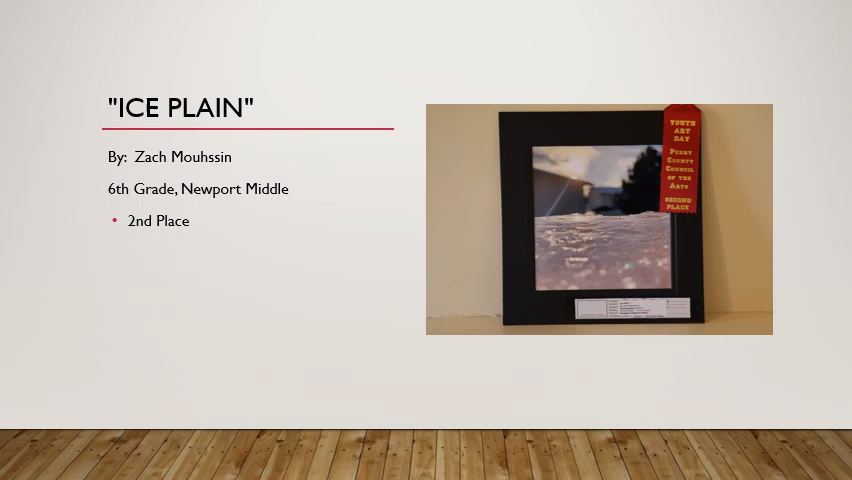 "ICE PLAIN"
By: Zach Mouhssin
6th Grade, Newport Middle
• 2nd Place
YOUTH
ART
DAY
PERRY
COUNTY
COUNCIL
OF THE
ARTS
SECOND
PLACE